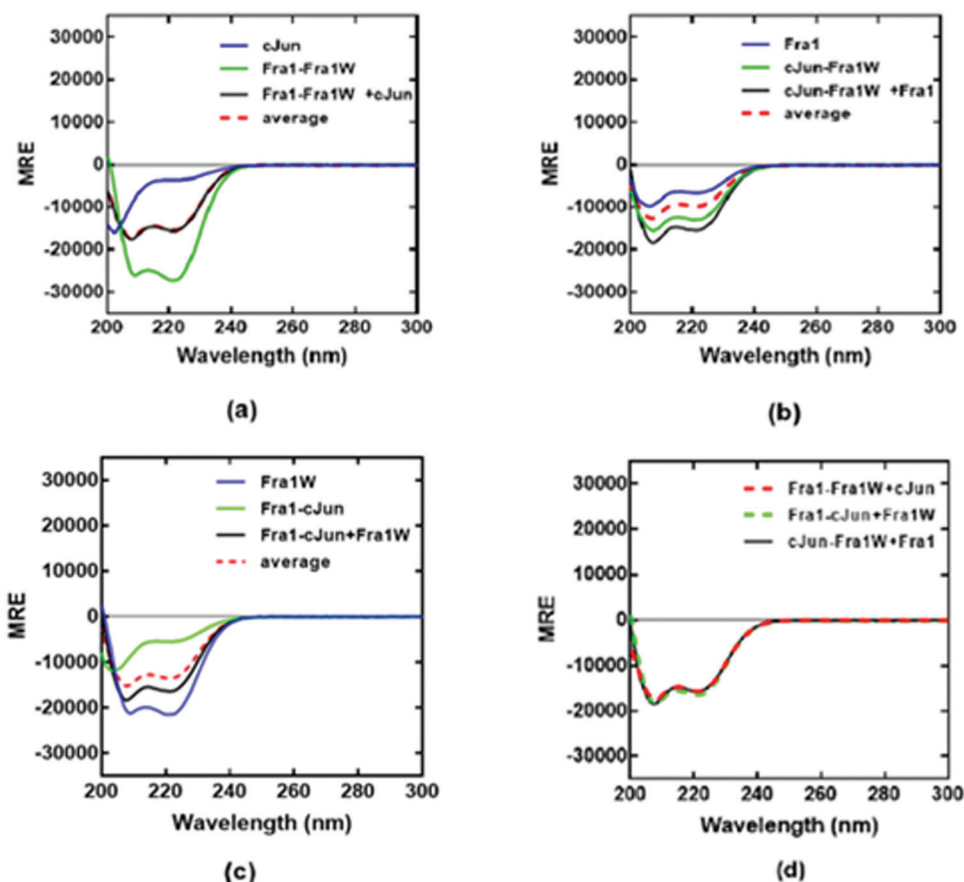 35000
30000
20000
10000
0
-10000
-20000
-30000
MRE
cJun
Fra1-Fra1W
Fra1-Fra1W +cJun
average
200 220 240 260 280 300
Wavelength (nm)
(a)
30000
20000
10000
0
-10000
-20000
-30000
MRE
Fra1
cJun-Fra1W
cJun-Fra1W +Fra1
average
200 220 240 260 280 300
Wavelength (nm)
(b)
30000
20000
10000
0
-10000
-20000
-30000
MRE
Fra1W
Fra1-cJun
Fra1-cJun+Fra1W
average
200 220 240 260 280 300
Wavelength (nm)
(c)
30000
20000
10000
0
-10000
-20000
-30000
MRE
Fra1-Fra1W+cJun
Fra1-cJun+Fra1W
cJun-Fra1W+Fra1
200 220 240 260 280 300
Wavelength (nm)
(d)